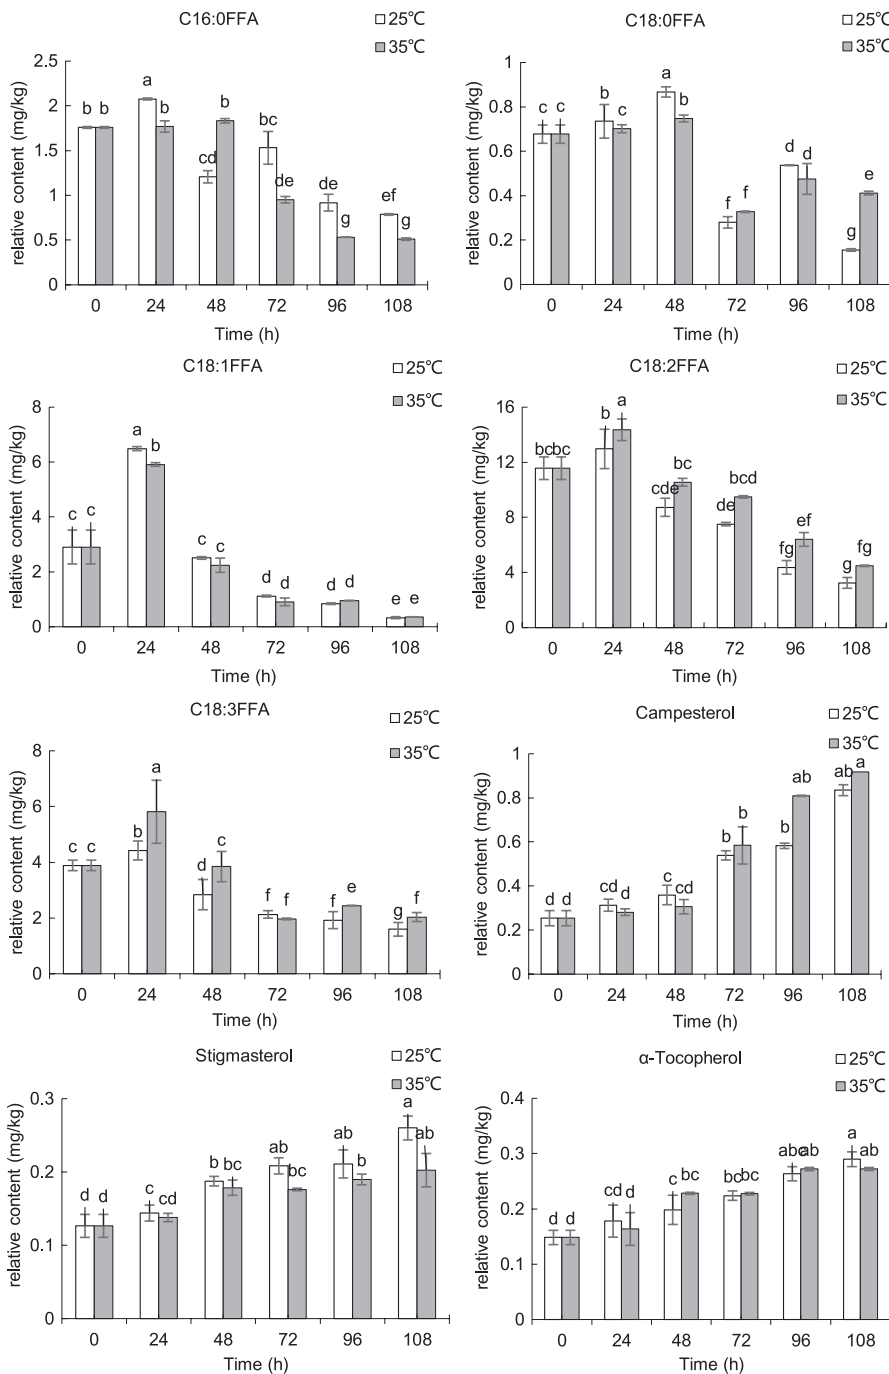 C16:0FFA
25℃
35℃
relative content (mg/kg)
2.5
2
1.5
1
0.5
0
b b a b cd b bc de de g ef g
0 24 48 72 96 108
Time (h)
C18:0FFA
25℃
35℃
relative content (mg/kg)
1
0.8
0.6
0.4
0.2
0
c c b c a b f f d d g e
0 24 48 72 96 108
Time (h)
C18:1FFA
25℃
35℃
relative content (mg/kg)
8
6
4
2
0
c c a b c c d d d d e e
0 24 48 72 96 108
Time (h)
C18:2FFA
25℃
35℃
relative content (mg/kg)
16
12
8
4
0
bc bc b a cde bc de bcd fg ef g fg
0 24 48 72 96 108
Time (h)
C18:3FFA
25℃
35℃
relative content (mg/kg)
8
6
4
2
0
c c b a d c f f f e g f
0 24 48 72 96 108
Time (h)
Campesterol
25℃
35℃
relative content (mg/kg)
1
0.8
0.6
0.4
0.2
0
d d cd d c cd b b b ab ab a
0 24 48 72 96 108
Time (h)
Stigmasterol
25℃
35℃
relative content (mg/kg)
0.3
0.2
0.1
0
d d c cd b bc ab bc ab b a ab
0 24 48 72 96 108
Time (h)
α-Tocopherol
25℃
35℃
relative content (mg/kg)
0.4
0.3
0.2
0.1
0
d d cd d c bc bc bc abc ab a ab
0 24 48 72 96 108
Time (h)